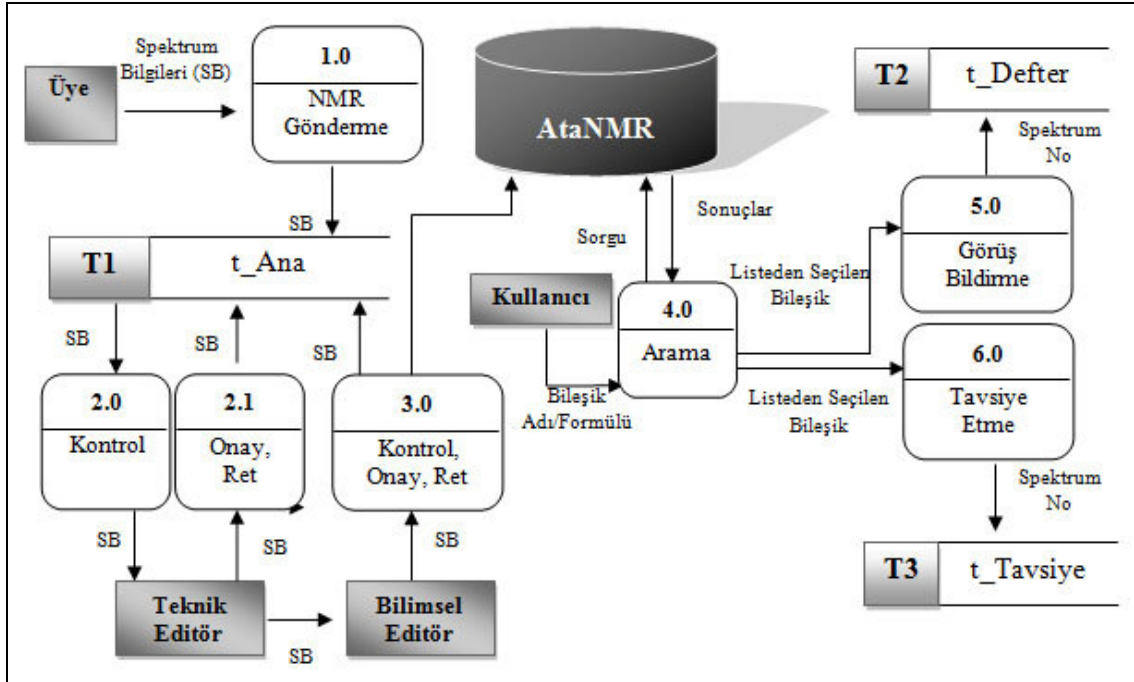 Üye
Spektrum
Bilgileri (SB)
1.0
NMR
Gönderme
SB
T1
t_Ana
SB
SB
SB
2.0
Kontrol
2.1
Onay,
Ret
3.0
Kontrol,
Onay, Ret
SB
SB
SB
Teknik
Editör
SB
Bilimsel
Editör
AtaNMR
Sorgu
Sonuçlar
Kullanıcı
Bileşik
Adı/Formülü
4.0
Arama
Listeden Seçilen
Bileşik
Listeden Seçilen
Bileşik
T2
t_Defter
Spektrum
No
5.0
Görüş
Bildirme
6.0
Tavsiye
Etme
Spektrum
No
T3
t_Tavsiye